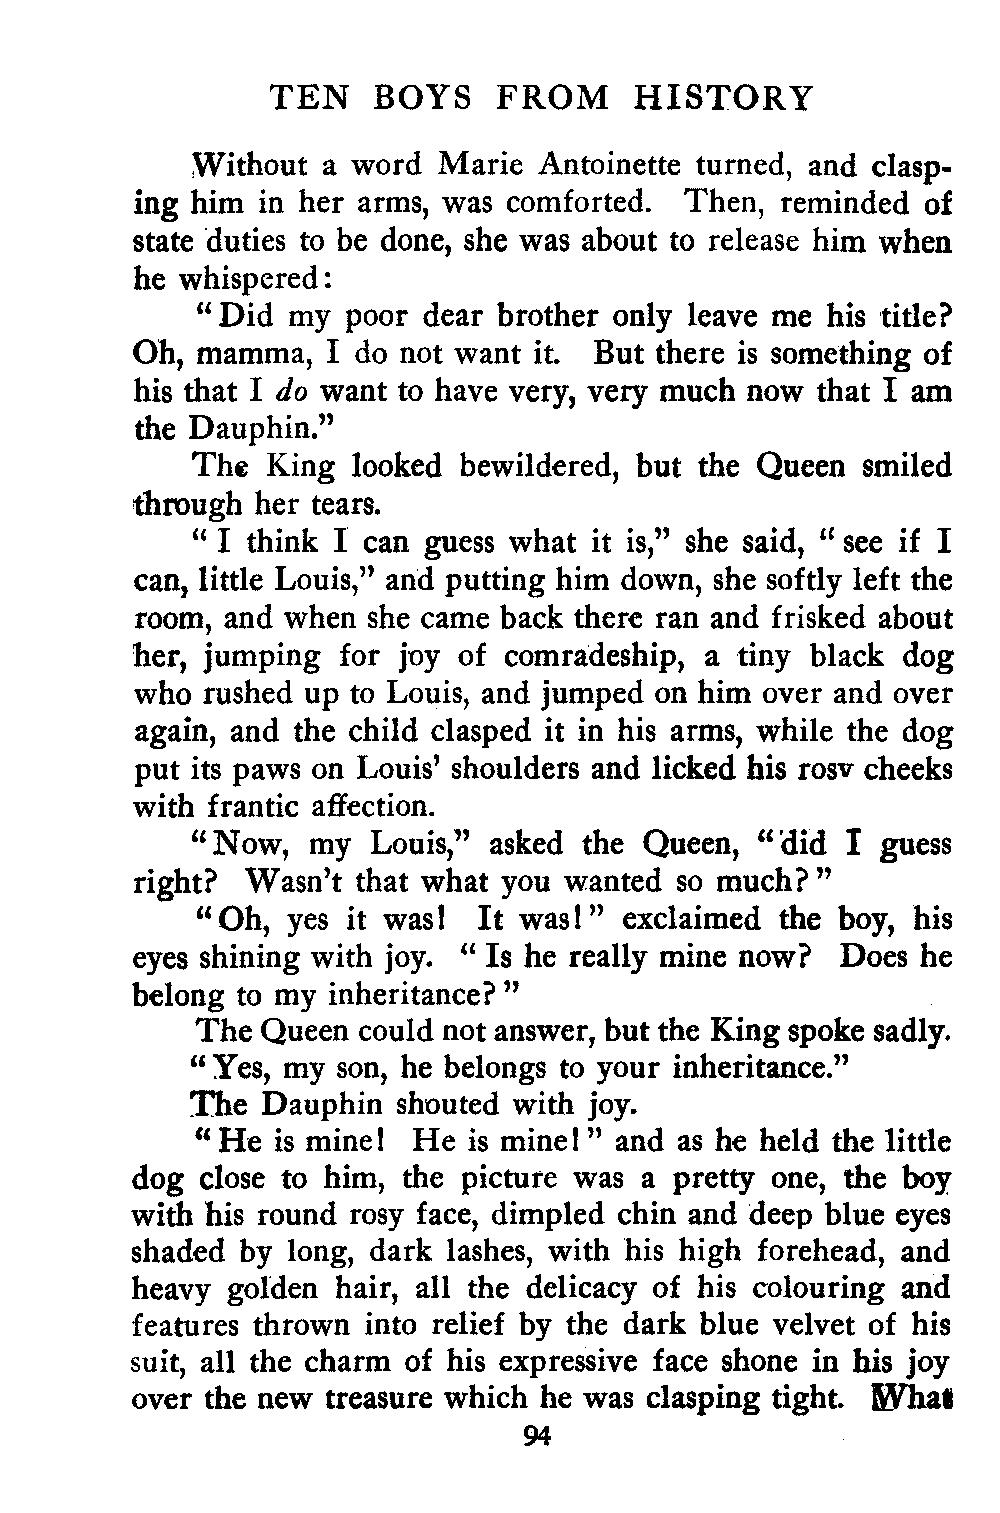 TEN BOYS FROM HISTORY
Without a word Marie Antoinette turned, and clasp-
ing him in her arms, was comforted. Then, reminded of
state duties to be done, she was about to release him when
he whispered:
"Did my poor dear brother only leave me his title?
Oh, mamma, I do not want it. But there is something of
his that I do want to have very, very much now that I am
the Dauphin."
The King looked bewildered, but the Queen smiled
through her tears.
"I think I can guess what it is," she said, "see if I
can, little Louis," and putting him down, she softly left the
room, and when she came back there ran and frisked about
her, jumping for joy of comradeship, a tiny black dog
who rushed up to Louis, and jumped on him over and over
again, and the child clasped it in his arms, while the dog
put its paws on Louis' shoulders and licked his rosy cheeks
with frantic affection.
"Now, my Louis," asked the Queen, "did I guess
right? Wasn't that what you wanted so much?"
"Oh, yes it was! It was!" exclaimed the boy, his
eyes shining with joy. "Is he really mine now? Does he
belong to my inheritance?"
The Queen could not answer, but the King spoke sadly.
"Yes, my son, he belongs to your inheritance."
The Dauphin shouted with joy.
"He is mine! He is mine!" and as he held the little
dog close to him, the picture was a pretty one, the boy
with his round rosy face, dimpled chin and deep blue eyes
shaded by long, dark lashes, with his high forehead, and
heavy golden hair, all the delicacy of his colouring and
features thrown into relief by the dark blue velvet of his
suit, all the charm of his expressive face shone in his joy
over the new treasure which he was clasping tight. What
94